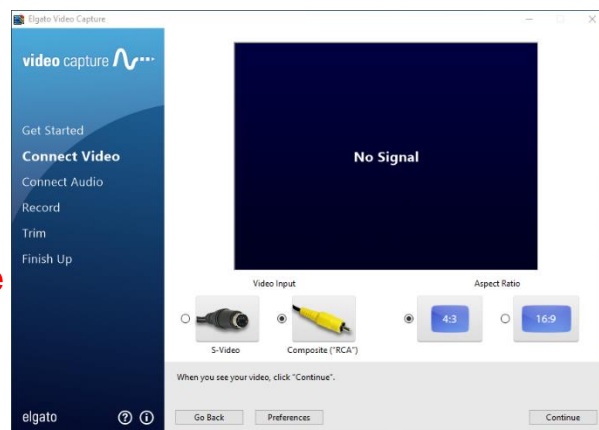 Elgato Video Capture
video capture
Get Started
Connect Video
Connect Audio
Record
Trim
Finish Up
e
No Signal
Video Input
Aspect Ratio
4:3
16:9
S-Video
Composite ("RCA")
When you see your video, click "Continue".
elgato
Go Back
Preferences
Continue